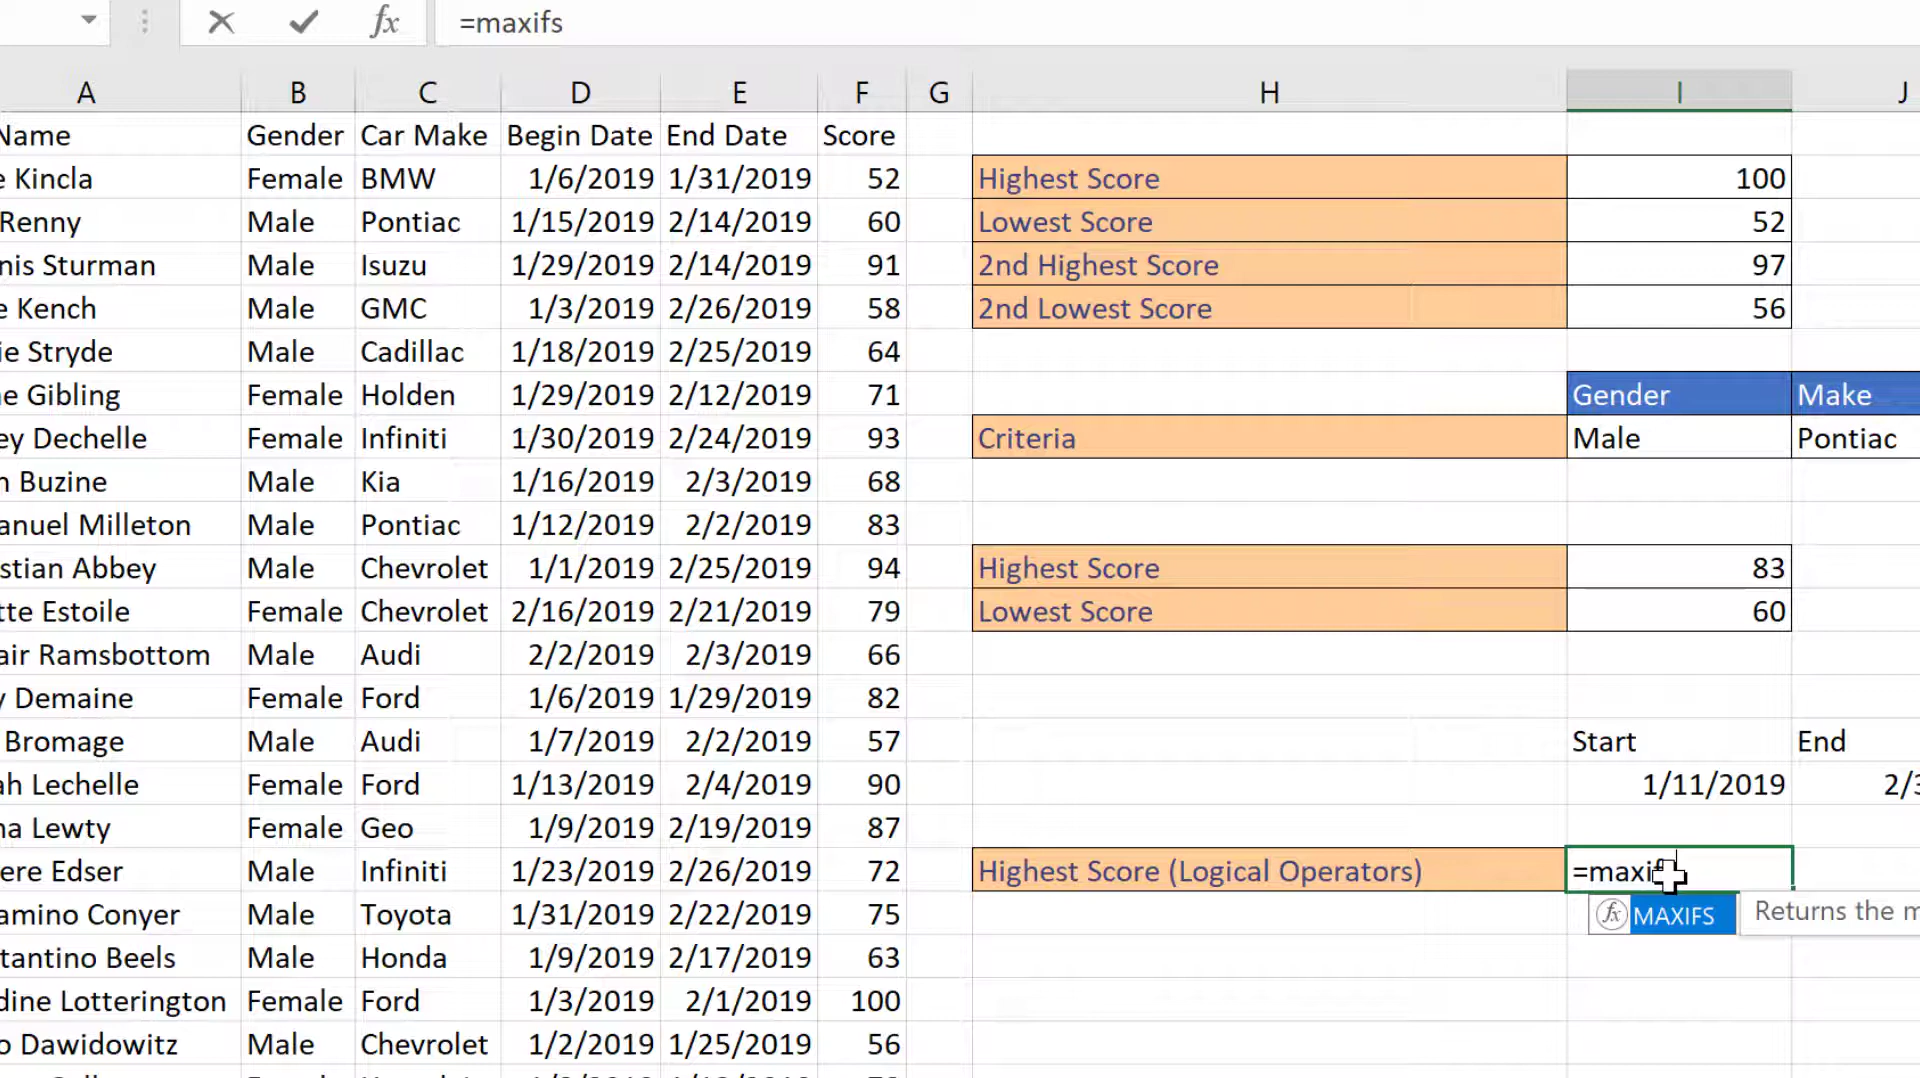 =maxifs
A B C D E F G H I J
Name Gender Car Make Begin Date End Date Score
e Kincla Female BMW 1/6/2019 1/31/2019 52 Highest Score 100
Renny Male Pontiac 1/15/2019 2/14/2019 60 Lowest Score 52
nis Sturman Male Isuzu 1/29/2019 2/14/2019 91 2nd Highest Score 97
e Kench Male GMC 1/3/2019 2/26/2019 58 2nd Lowest Score 56
ie Stryde Male Cadillac 1/18/2019 2/25/2019 64
e Gibling Female Holden 1/29/2019 2/12/2019 71 Gender Make
ey Dechelle Female Infiniti 1/30/2019 2/24/2019 93 Criteria Male Pontiac
Buzine Male Kia 1/16/2019 2/3/2019 68
anuel Milleton Male Pontiac 1/12/2019 2/2/2019 83
stian Abbey Male Chevrolet 1/1/2019 2/25/2019 94 Highest Score 83
tte Estoile Female Chevrolet 2/16/2019 2/21/2019 79 Lowest Score 60
air Ramsbottom Male Audi 2/2/2019 2/3/2019 66
y Demaine Female Ford 1/6/2019 1/29/2019 82
Bromage Male Audi 1/7/2019 2/2/2019 57 Start End
ah Lechelle Female Ford 1/13/2019 2/4/2019 90 1/11/2019 2/3
na Lewty Female Geo 1/9/2019 2/19/2019 87
ere Edser Male Infiniti 1/23/2019 2/26/2019 72 Highest Score (Logical Operators) =maxif
amino Conyer Male Toyota 1/31/2019 2/22/2019 75 fx MAXIFS Returns the m
tantino Beels Male Honda 1/9/2019 2/17/2019 63
dine Lotterington Female Ford 1/3/2019 2/1/2019 100
o Dawidowitz Male Chevrolet 1/2/2019 1/25/2019 56